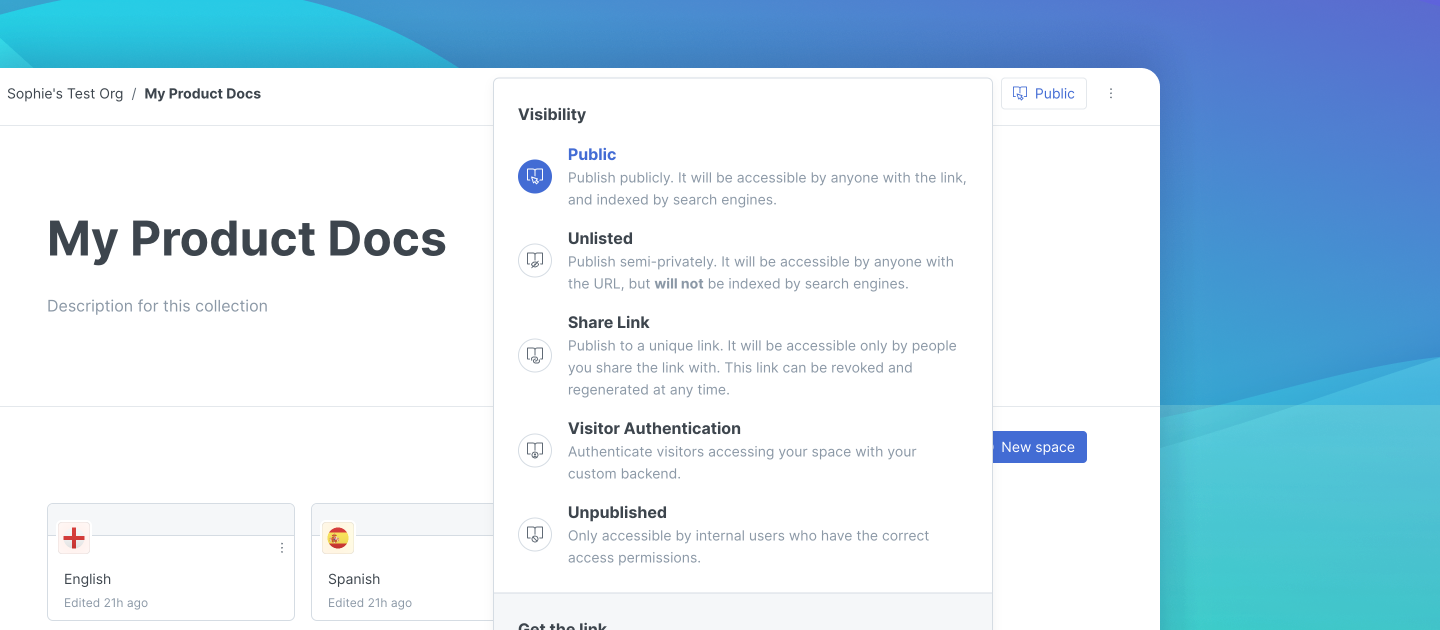 Sophie's Test Org / My Product Docs
Public
My Product Docs
Description for this collection
Visibility
Public
Publish publicly. It will be accessible by anyone with the link,
and indexed by search engines.
Unlisted
Publish semi-privately. It will be accessible by anyone with
the URL, but will not be indexed by search engines.
Share Link
Publish to a unique link. It will be accessible only by people
you share the link with. This link can be revoked and
regenerated at any time.
Visitor Authentication
Authenticate visitors accessing your space with your
custom backend.
Unpublished
Only accessible by internal users who have the correct
access permissions.
Get the link
New space
English
Edited 21h ago
Spanish
Edited 21h ago